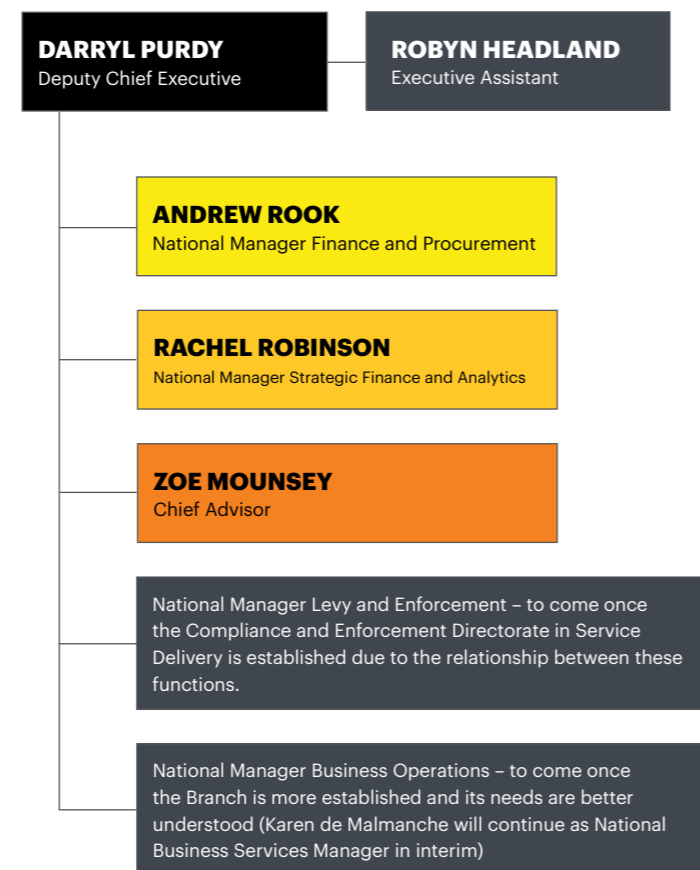 DARRYL PURDY
Deputy Chief Executive
ROBYN HEADLAND
Executive Assistant
ANDREW ROOK
National Manager Finance and Procurement
RACHEL ROBINSON
National Manager Strategic Finance and Analytics
ZOE MOUNSEY
Chief Advisor
National Manager Levy and Enforcement – to come once
the Compliance and Enforcement Directorate in Service
Delivery is established due to the relationship between these
functions.
National Manager Business Operations – to come once
the Branch is more established and its needs are better
understood (Karen de Malmanche will continue as National
Business Services Manager in interim)